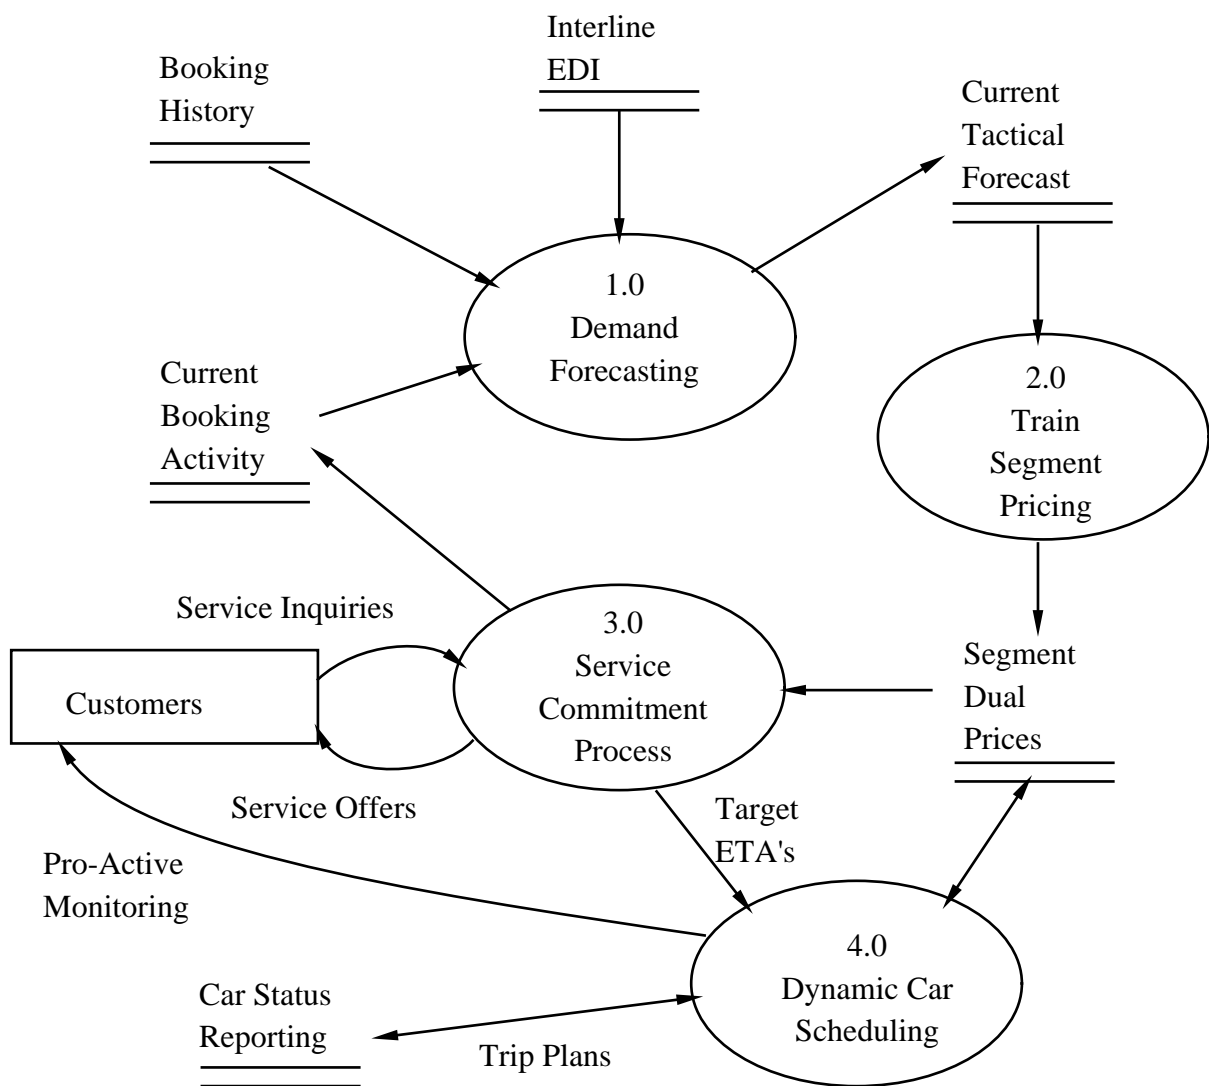 Interline
EDI
Booking
History
Current
Tactical
Forecast
1.0
Demand
Forecasting
Current
Booking
Activity
2.0
Train
Segment
Pricing
Service Inquiries
3.0
Service
Commitment
Process
Segment
Dual
Prices
Customers
Service Offers
Target
ETA's
Pro-Active
Monitoring
4.0
Dynamic Car
Scheduling
Car Status
Reporting
Trip Plans